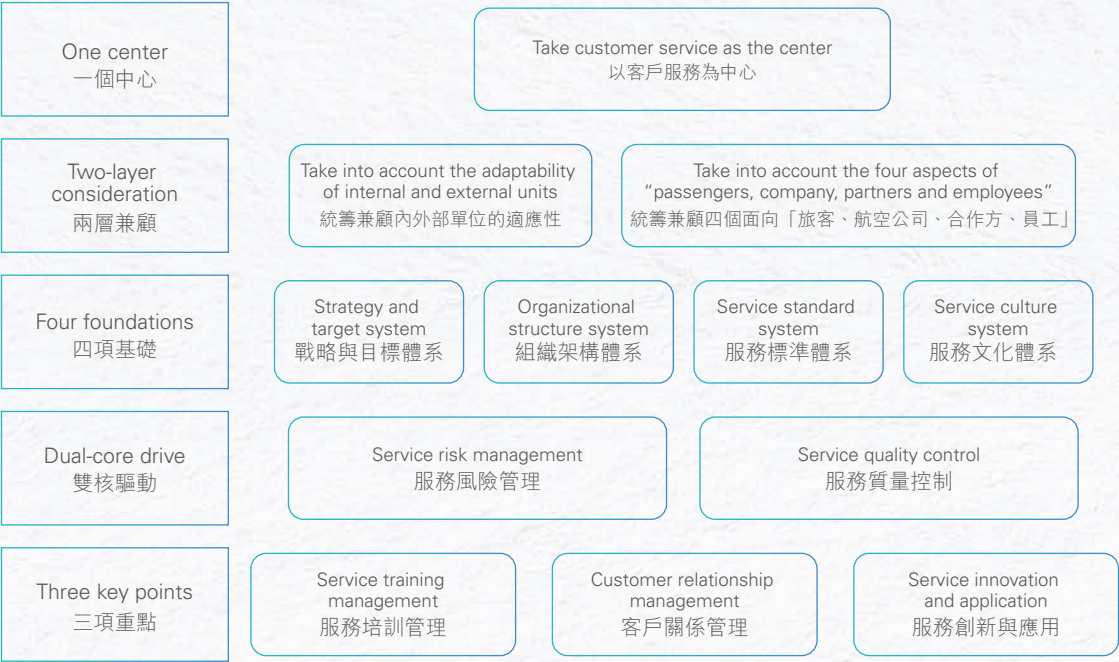 One center
一個中心
Take customer service as the center
以客戶服務為中心
Two-layer
consideration
兩層兼顧
Take into account the adaptability
of internal and external units
統籌兼顧內外部單位的適應性
Take into account the four aspects of
“passengers, company, partners and employees”
統籌兼顧四個面向「旅客、航空公司、合作方、員工」
Four foundations
四項基礎
Strategy and
target system
戰略與目標體系
Organizational
structure system
組織架構體系
Service standard
system
服務標準體系
Service culture
system
服務文化體系
Dual-core drive
雙核驅動
Service risk management
服務風險管理
Service quality control
服務質量控制
Three key points
三項重點
Service training
management
服務培訓管理
Customer relationship
management
客戶關係管理
Service innovation
and application
服務創新與應用